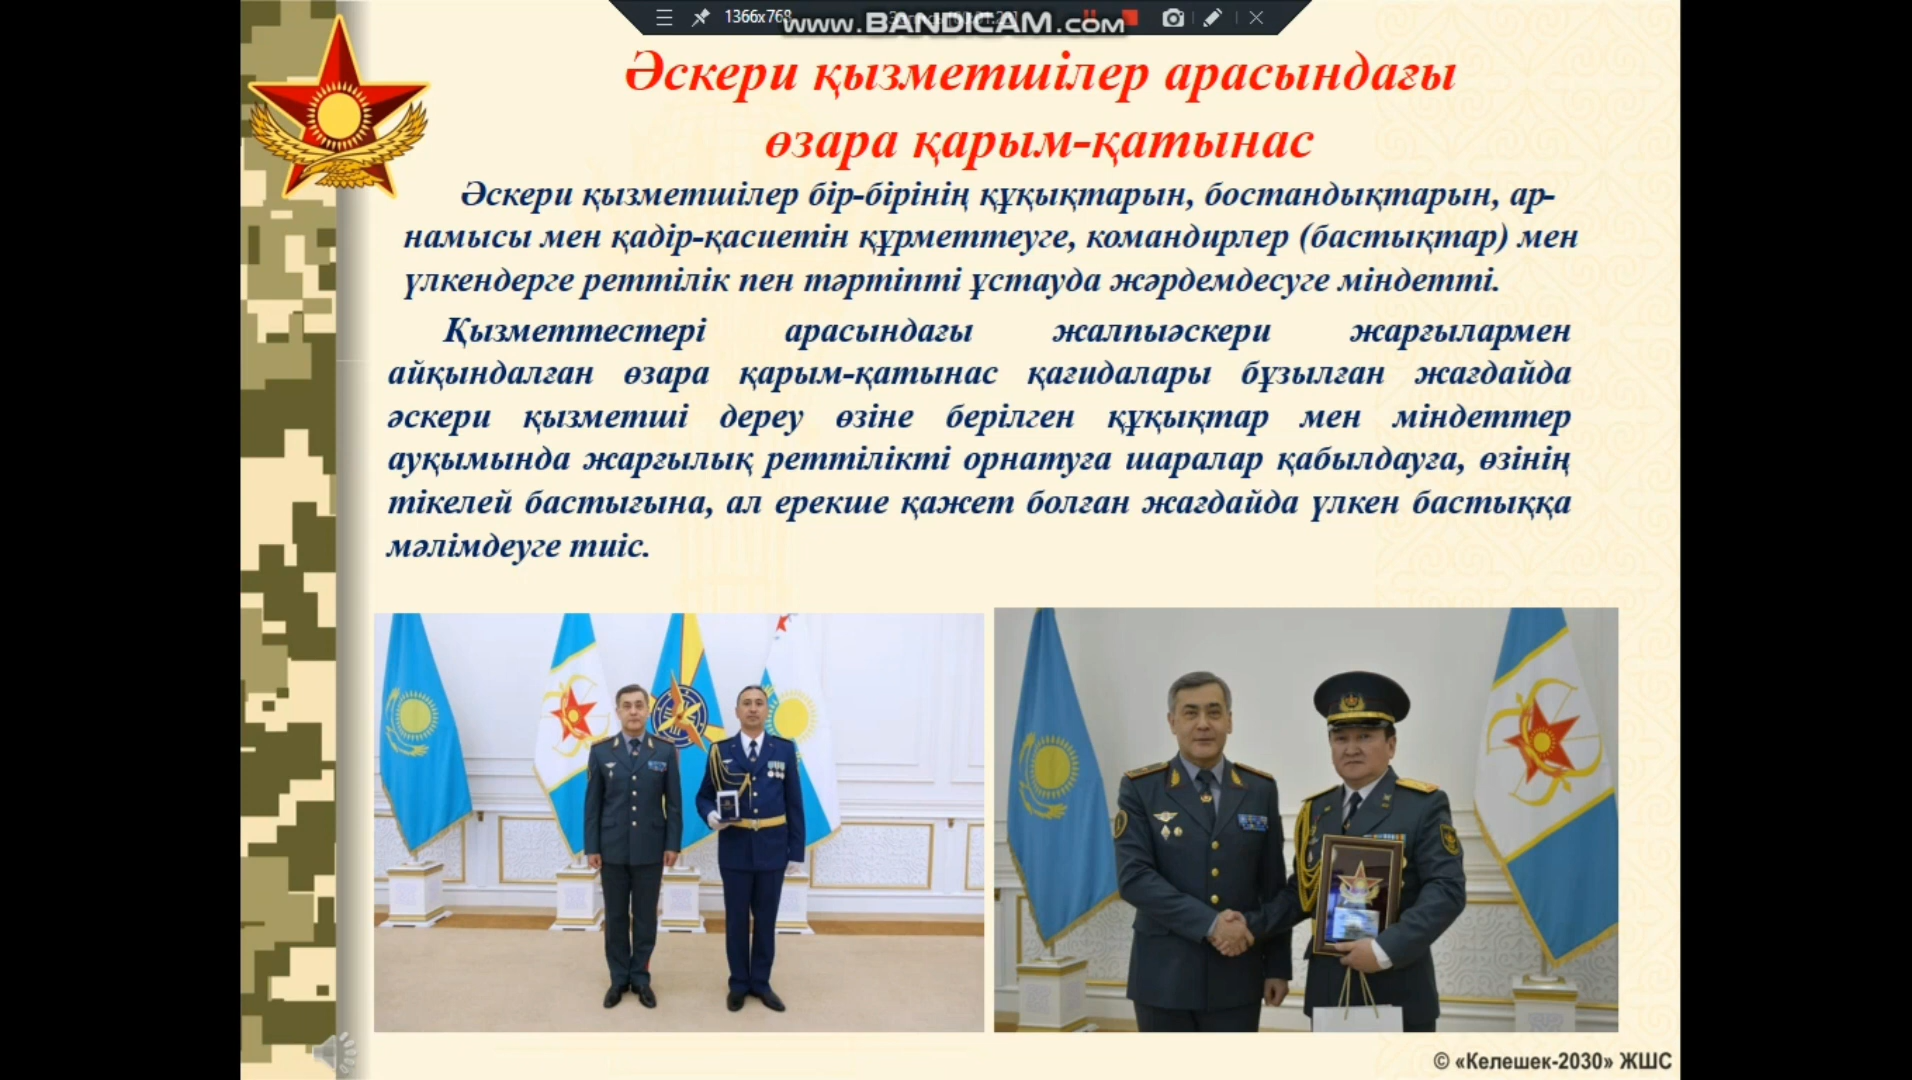 1366x768
www.BANDICAM.com
Әскери қызметшілер арасындағы
өзара қарым-қатынас
Әскери қызметшілер бір-бірінің құқықтарын, бостандықтарын, ар-
намысы мен қадір-қасиетін құрметтеуге, командирлер (бастықтар) мен
үлкендерге реттілік пен тәртіпті ұстауда жәрдемдесуге міндетті.
Қызметтестері арасындағы жалпыәскери жарғылармен
айқындалған өзара қарым-қатынас қағидалары бұзылған жағдайда
әскери қызметші дереу өзіне берілген құқықтар мен міндеттер
ауқымында жарғылық реттілікті орнатуға шаралар қабылдауға, өзінің
тікелей бастығына, ал ерекше қажет болған жағдайда үлкен бастыққа
мәлімдеуге тиіс.
© «Келешек-2030» ЖШС